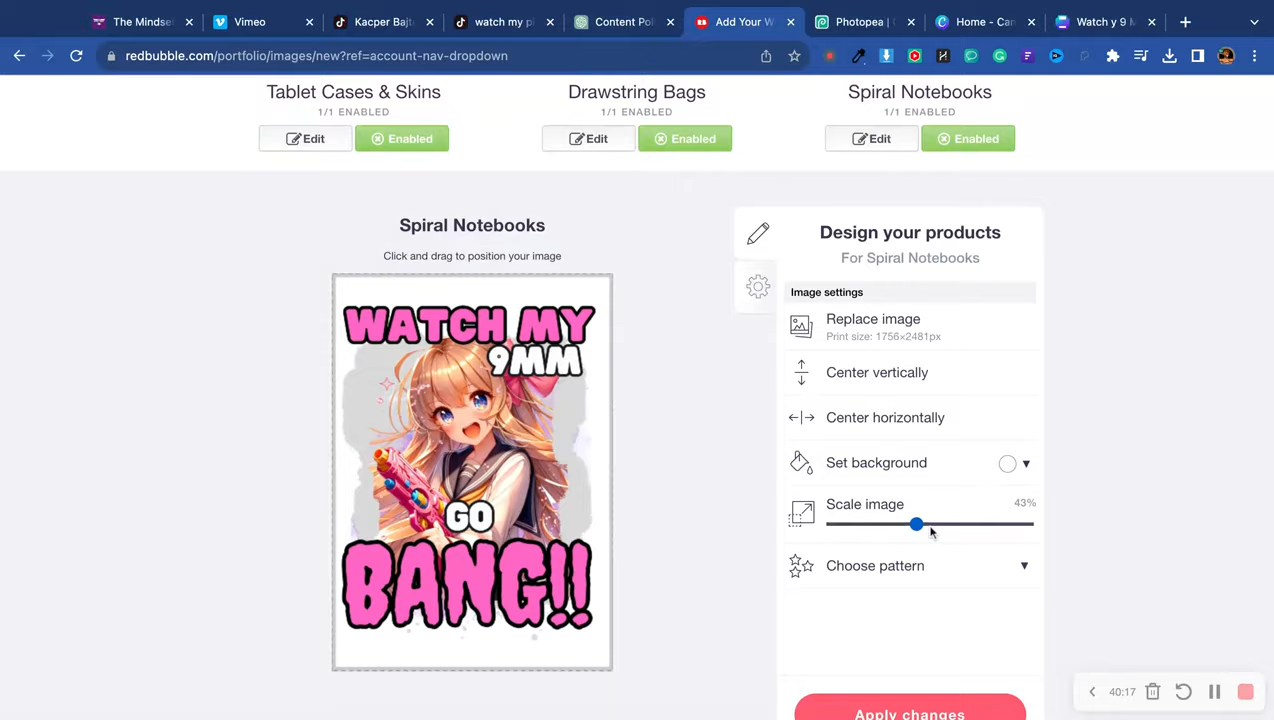 The Mindset
Vimeo
Kacper Bajt
watch my pi
Content Pol
Add Your W
Photopea |
Home - Can
Watch y 9 M
redbubble.com/portfolio/images/new?ref=account-nav-dropdown
Tablet Cases & Skins
Drawstring Bags
Spiral Notebooks
1/1 ENABLED
1/1 ENABLED
1/1 ENABLED
Edit
Enabled
Edit
Enabled
Edit
Enabled
Spiral Notebooks
Click and drag to position your image
WATCH MY
9MM
GO
BANG!!
Design your products
For Spiral Notebooks
Image settings
Replace image
Print size: 1756×2481px
Center vertically
Center horizontally
Set background
Scale image
43%
Choose pattern
Apply changes
40:17